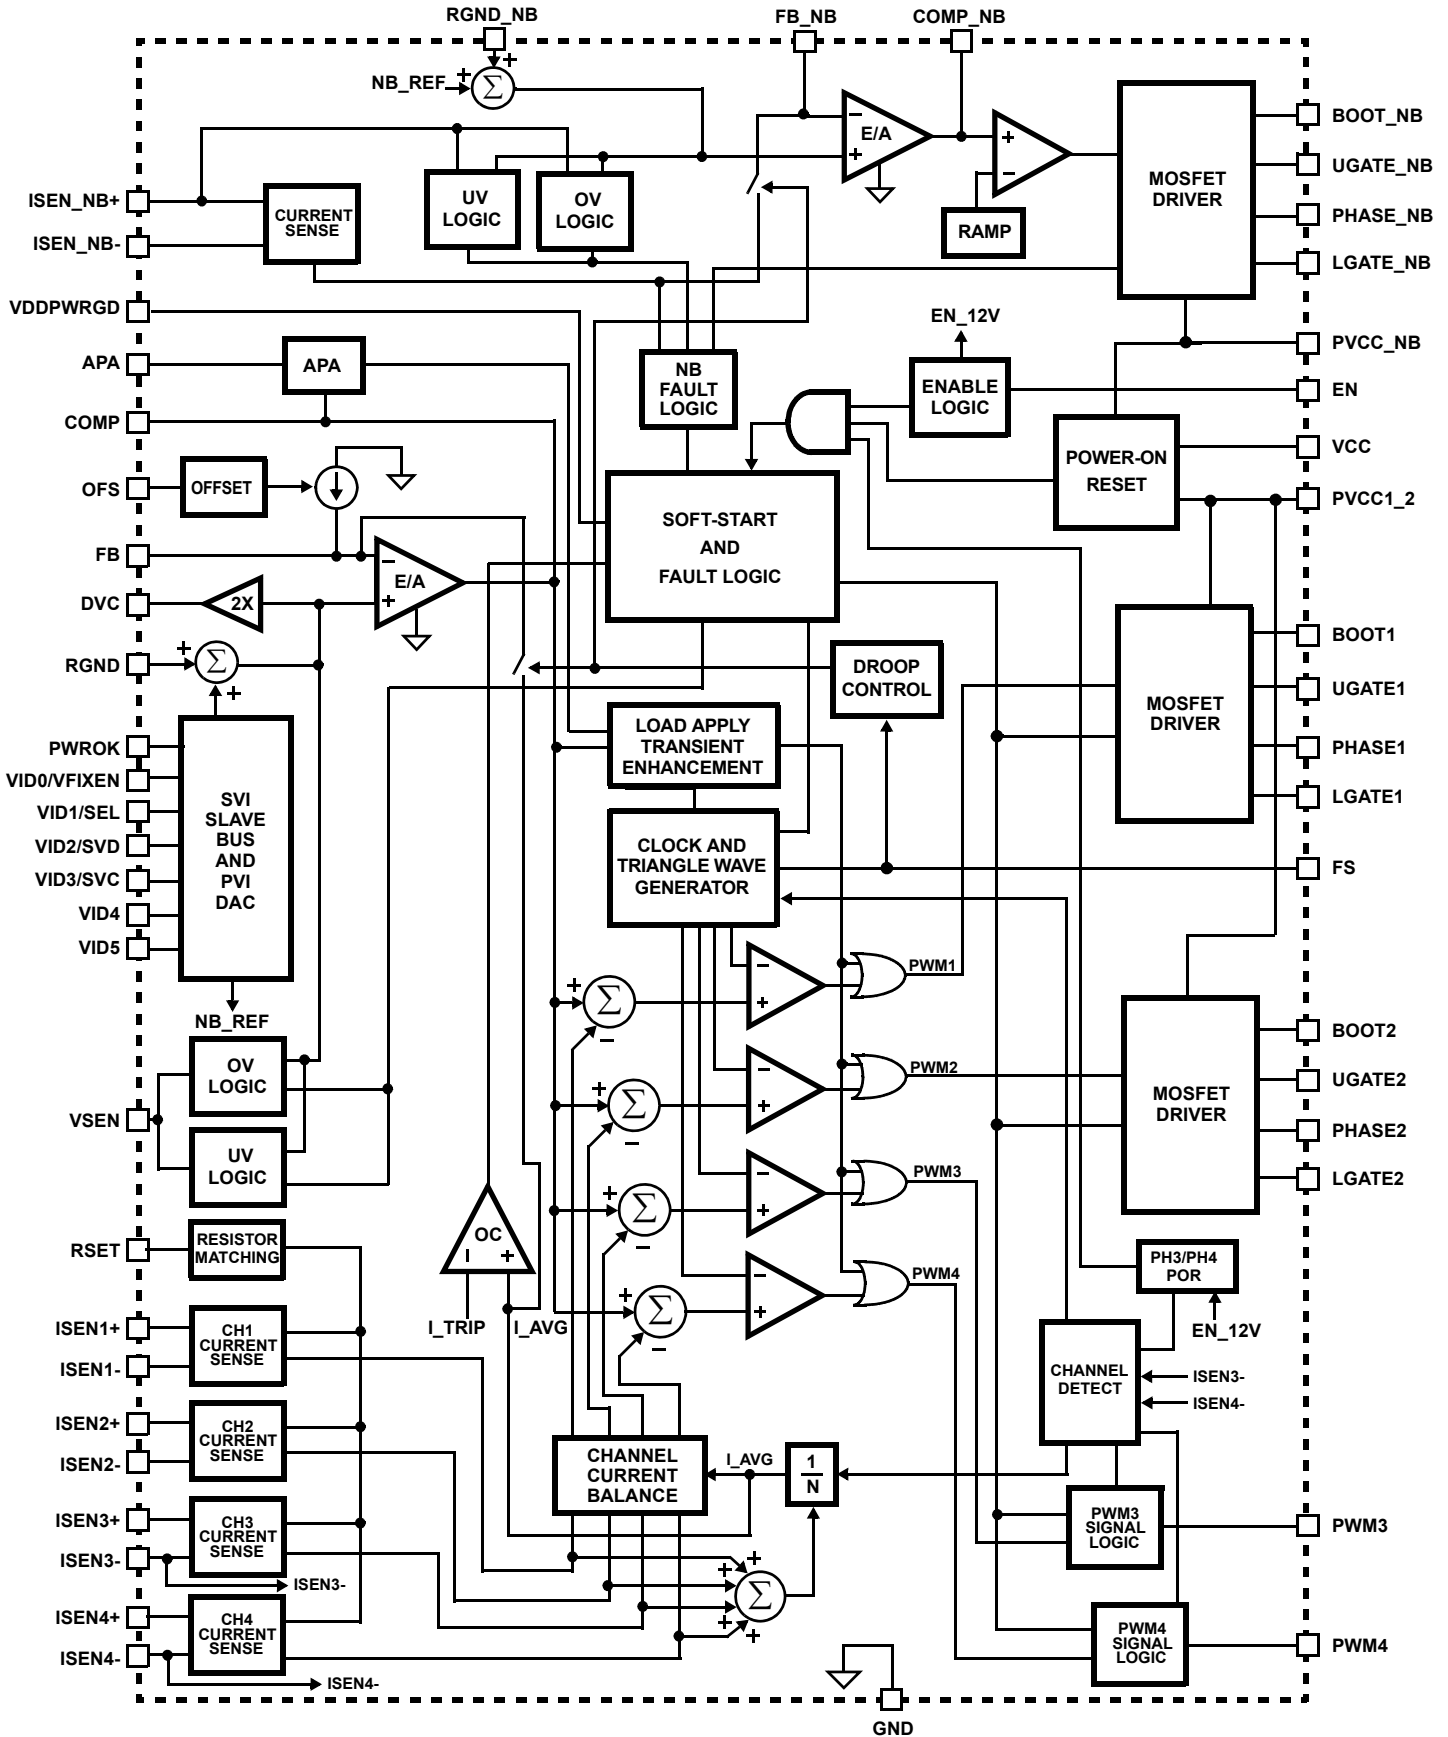 RGND_NB
FB_NB
COMP_NB
NB_REF
+
+
Σ
−
E/A
+
+
−
RAMP
MOSFET
DRIVER
BOOT_NB
UGATE_NB
PHASE_NB
LGATE_NB
ISEN_NB+
ISEN_NB-
CURRENT
SENSE
UV
LOGIC
OV
LOGIC
VDDPWRGD
APA
APA
COMP
NB
FAULT
LOGIC
EN_12V
ENABLE
LOGIC
PVCC_NB
EN
POWER-ON
RESET
VCC
PVCC1_2
OFS
OFFSET
SOFT-START
AND
FAULT LOGIC
FB
−
E/A
+
DVC
2X
RGND
+
Σ
+
DROOP
CONTROL
MOSFET
DRIVER
BOOT1
UGATE1
PHASE1
LGATE1
LOAD APPLY
TRANSIENT
ENHANCEMENT
PWROK
VID0/VFIXEN
VID1/SEL
VID2/SVD
VID3/SVC
VID4
VID5
SVI
SLAVE
BUS
AND
PVI
DAC
NB_REF
CLOCK AND
TRIANGLE WAVE
GENERATOR
FS
+
Σ
−
−
+
PWM1
+
Σ
−
−
+
PWM2
+
Σ
−
−
+
PWM3
+
Σ
−
−
+
PWM4
MOSFET
DRIVER
BOOT2
UGATE2
PHASE2
LGATE2
OV
LOGIC
VSEN
UV
LOGIC
RSET
RESISTOR
MATCHING
OC
−
+
I_TRIP
I_AVG
PH3/PH4
POR
EN_12V
CHANNEL
DETECT
ISEN3-
ISEN4-
ISEN1+
ISEN1-
CH1
CURRENT
SENSE
ISEN2+
ISEN2-
CH2
CURRENT
SENSE
CHANNEL
CURRENT
BALANCE
I_AVG
1
N
ISEN3+
ISEN3-
CH3
CURRENT
SENSE
ISEN3-
ISEN4+
ISEN4-
CH4
CURRENT
SENSE
ISEN4-
+
+
Σ
+
+
PWM3
SIGNAL
LOGIC
PWM3
PWM4
SIGNAL
LOGIC
PWM4
GND